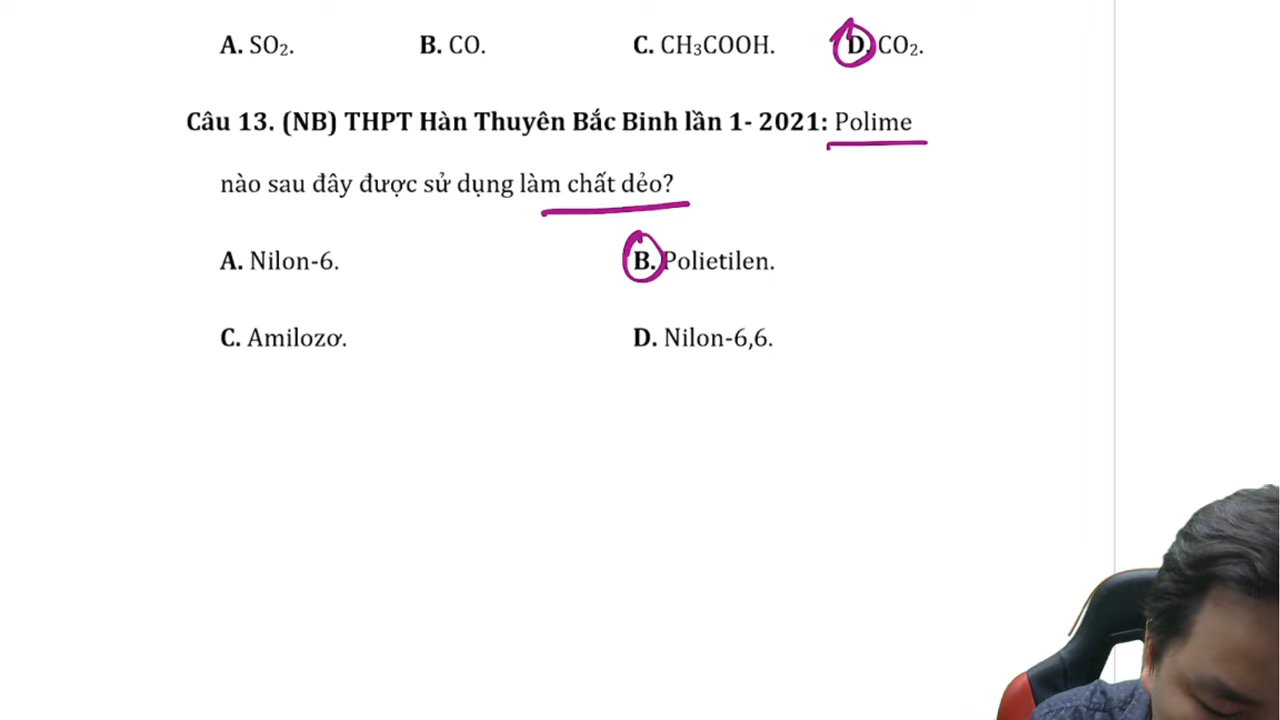 A. SO₂. B. CO. C. CH₃COOH. D. CO₂.
Câu 13. (NB) THPT Hàn Thuyên Bắc Binh lần 1- 2021: Polime
nào sau đây được sử dụng làm chất dẻo?
A. Nilon-6. B. Polietilen.
C. Amilozơ. D. Nilon-6,6.